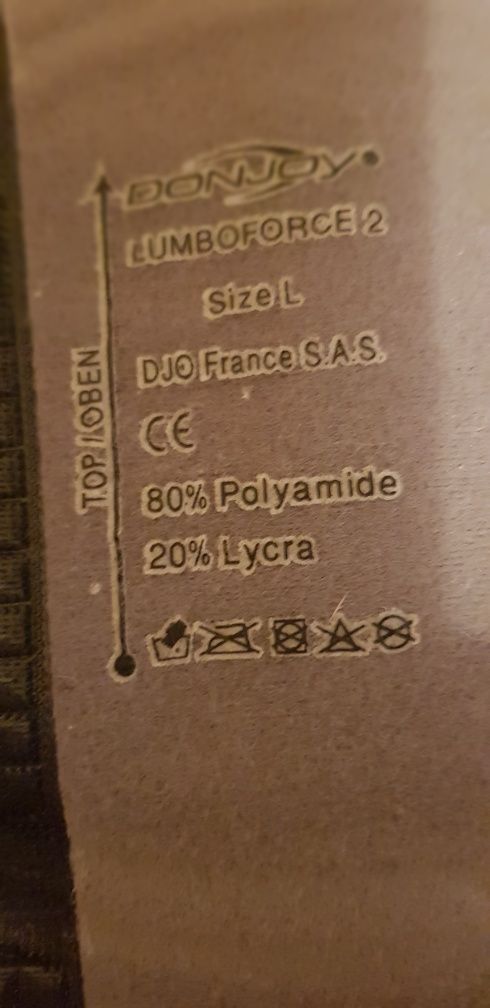 DONJOY®
LUMBOFORCE 2
Size L
DJO France S.A.S.
CE
80% Polyamide
20% Lycra
TOP / OBEN